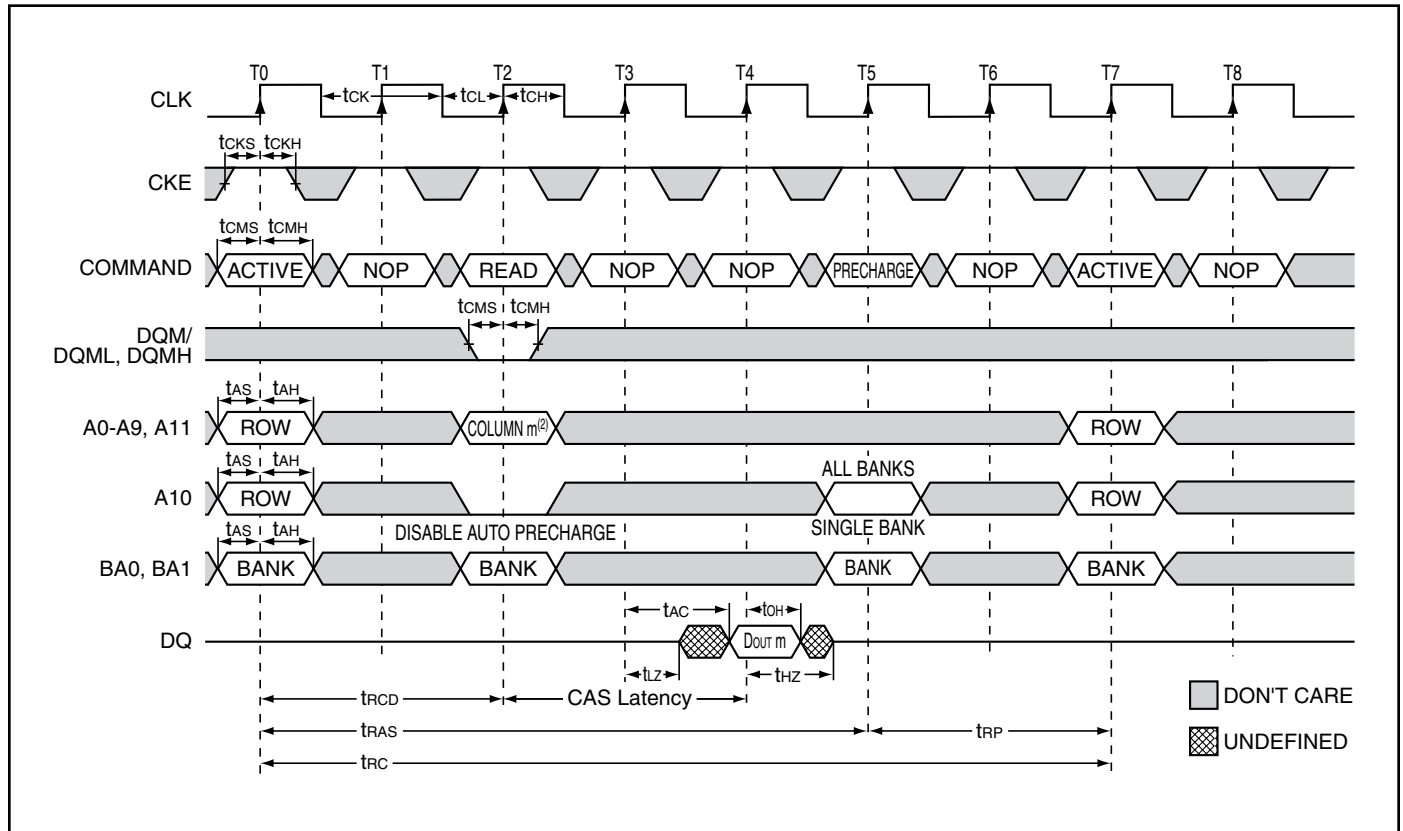 T0 T1 T2 T3 T4 T5 T6 T7 T8
CLK
tCK tCL tCH
tCKS tCKH
CKE
tCMS tCMH
COMMAND ACTIVE NOP READ NOP NOP PRECHARGE NOP ACTIVE NOP
tCMS tCMH
DQM/
DQML, DQMH
tAS tAH
A0-A9, A11 ROW COLUMN m(2) ROW
tAS tAH
ALL BANKS
A10 ROW ROW
DISABLE AUTO PRECHARGE SINGLE BANK
tAS tAH
BA0, BA1 BANK BANK BANK BANK
tAC tOH
DQ DOUT m
tLZ tHZ
tRCD CAS Latency
DON'T CARE
tRAS tRP
UNDEFINED
tRC